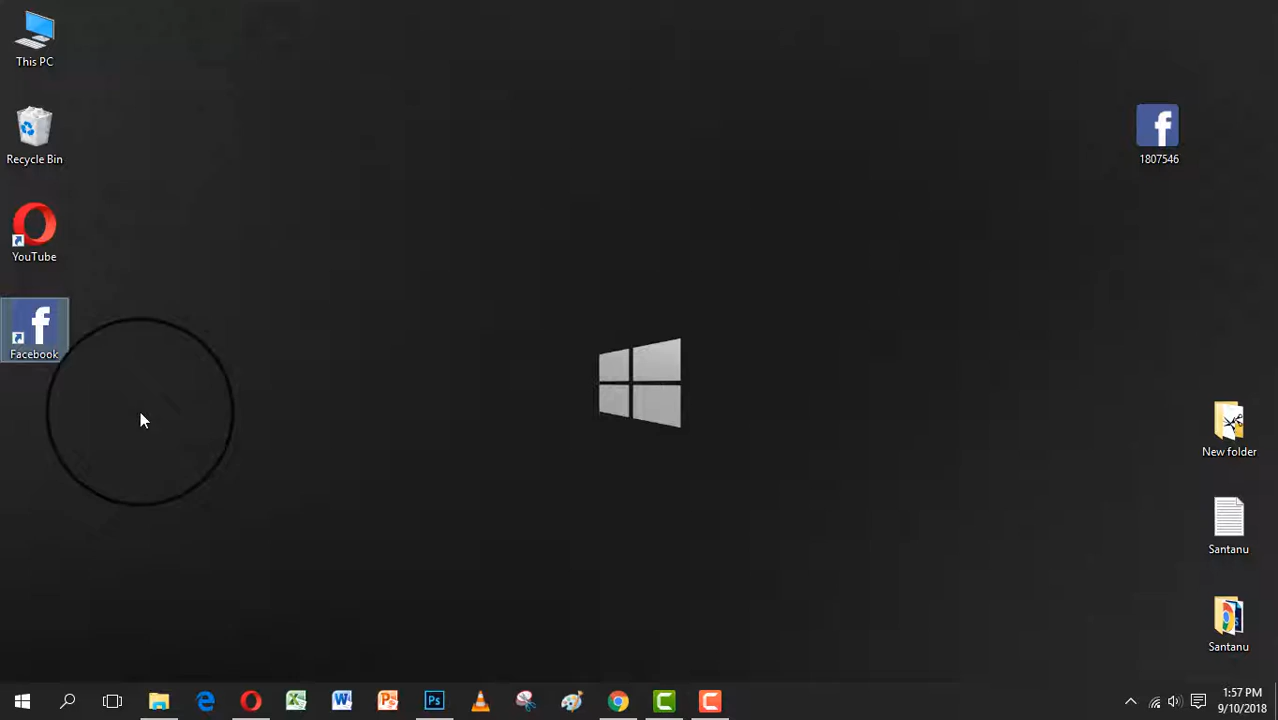 This PC
Recycle Bin
YouTube
Facebook
1807546
New folder
Santanu
Santanu
1:57 PM
9/10/2018